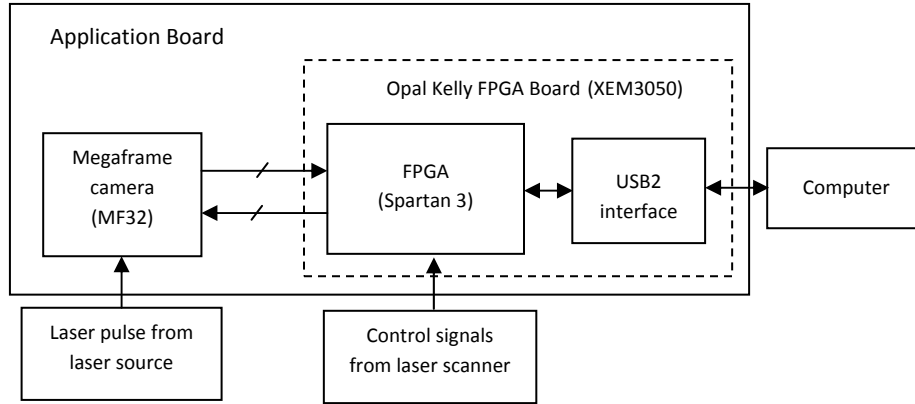 Application Board
Opal Kelly FPGA Board (XEM3050)
Megaframe
camera
(MF32)
FPGA
(Spartan 3)
USB2
interface
Computer
Laser pulse from
laser source
Control signals
from laser scanner